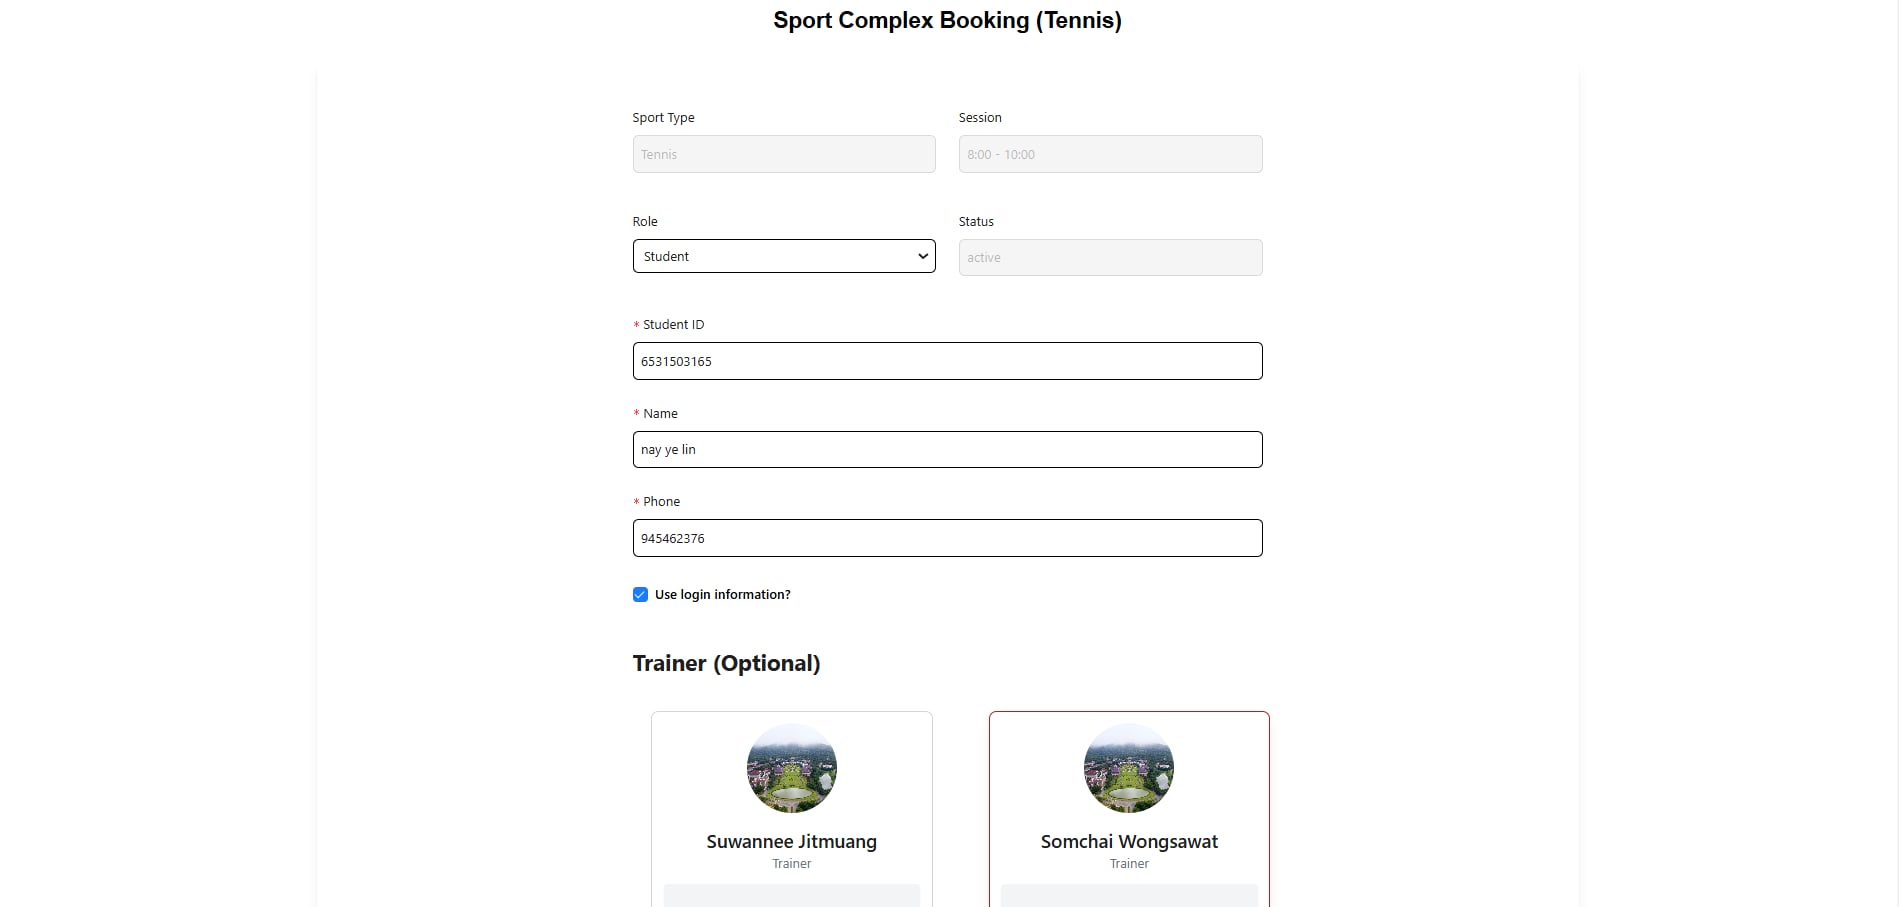 Sport Complex Booking (Tennis)
Sport Type
Session
Tennis
8:00 - 10:00
Role
Status
Student
active
* Student ID
6531503165
* Name
nay ye lin
* Phone
945462376
Use login information?
Trainer (Optional)
Suwannee Jitmuang
Trainer
Somchai Wongsawat
Trainer